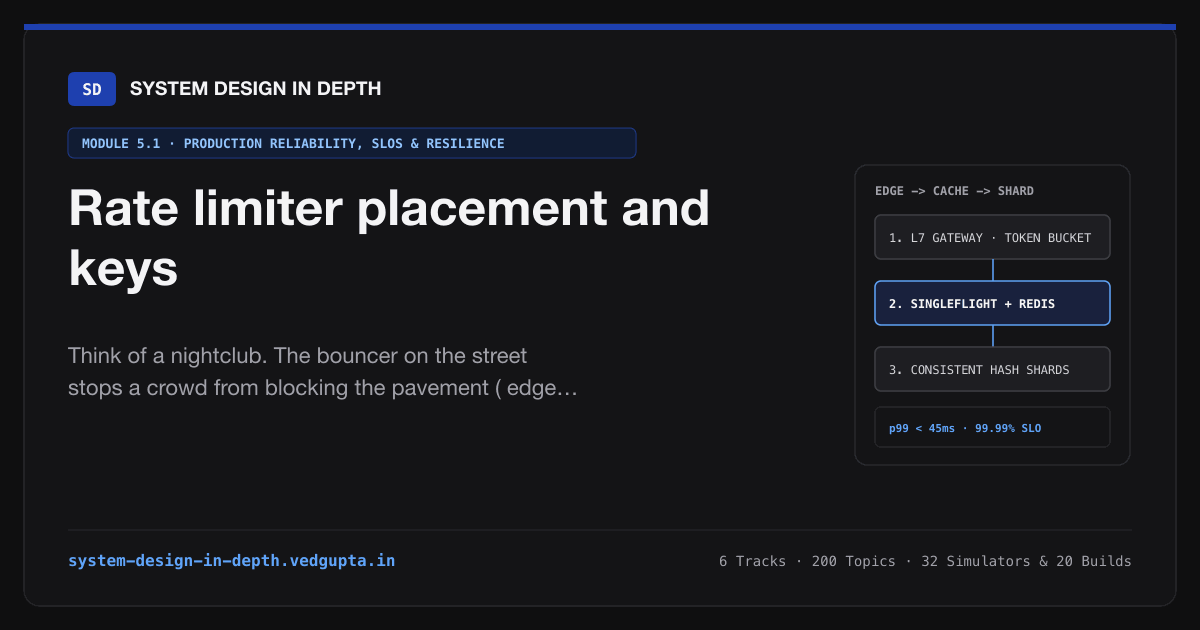 SD
SYSTEM DESIGN IN DEPTH
MODULE 5.1 · PRODUCTION RELIABILITY, SLOS & RESILIENCE
Rate limiter placement and
keys
Think of a nightclub. The bouncer on the street
stops a crowd from blocking the pavement ( edge…
EDGE -> CACHE -> SHARD
1. L7 GATEWAY · TOKEN BUCKET
2. SINGLEFLIGHT + REDIS
3. CONSISTENT HASH SHARDS
p99 < 45ms · 99.99% SLO
system-design-in-depth.vedgupta.in
6 Tracks · 200 Topics · 32 Simulators & 20 Builds